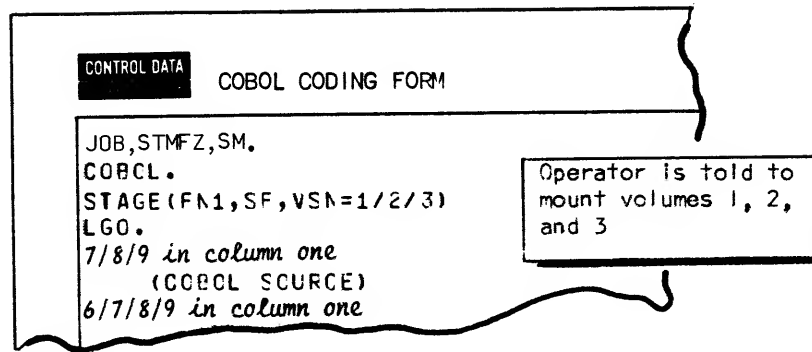 CONTROL DATA
COBOL CODING FORM
JOB,STMFZ,SM.
COBOL.
STAGE(FN1,SF,VSN=1/2/3)
LGO.
7/8/9 in column one
(COBOL SOURCE)
6/7/8/9 in column one
Operator is told to
mount volumes 1, 2,
and 3